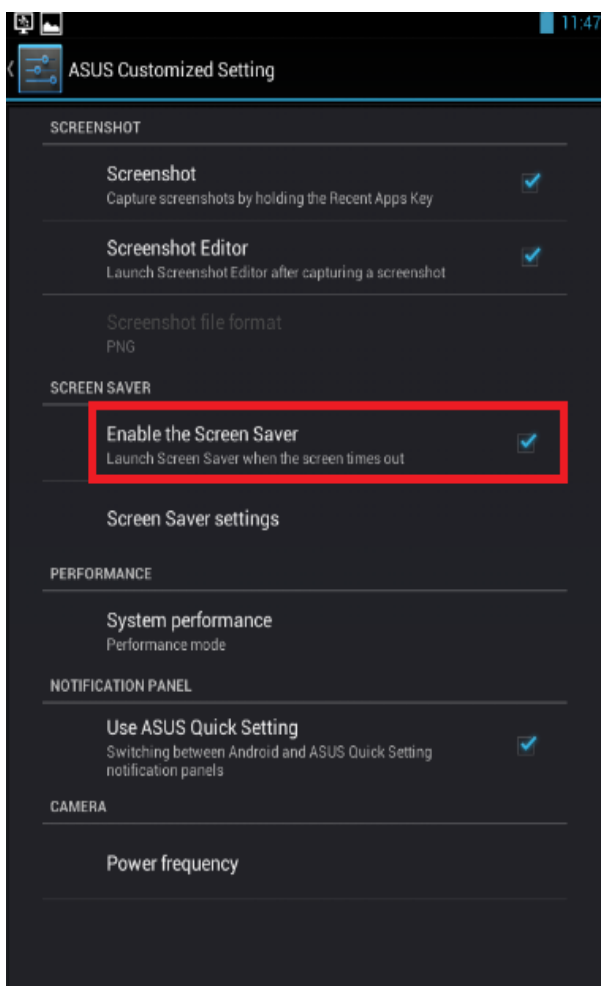 11:47
ASUS Customized Setting
SCREENSHOT
Screenshot
Capture screenshots by holding the Recent Apps Key
Screenshot Editor
Launch Screenshot Editor after capturing a screenshot
Screenshot file format
PNG
SCREEN SAVER
Enable the Screen Saver
Launch Screen Saver when the screen times out
Screen Saver settings
PERFORMANCE
System performance
Performance mode
NOTIFICATION PANEL
Use ASUS Quick Setting
Switching between Android and ASUS Quick Setting
notification panels
CAMERA
Power frequency